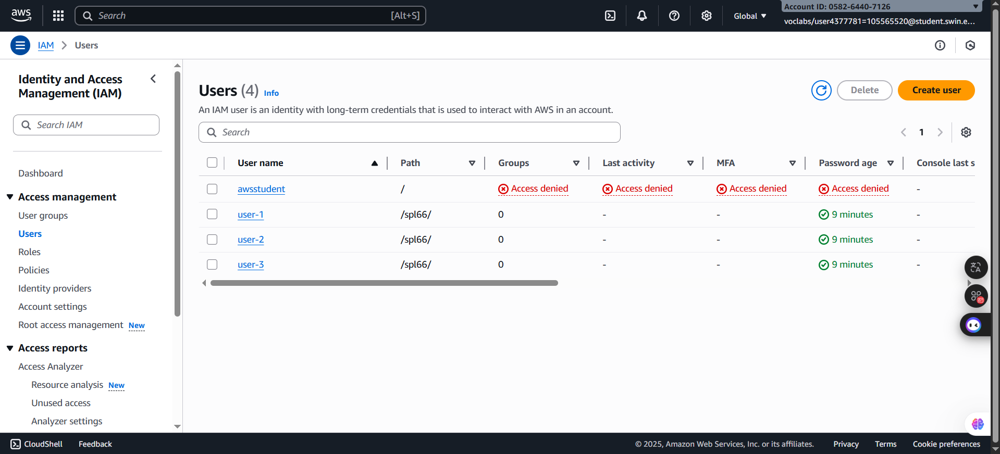 aws
Search
[Alt+S]
Global
Account ID: 0582-6440-7126
voclabs/user4377781=105565520@student.swin.e...
IAM
Users
Identity and Access
Management (IAM)
Search IAM
Dashboard
Access management
User groups
Users
Roles
Policies
Identity providers
Account settings
Root access management New
Access reports
Access Analyzer
Resource analysis New
Unused access
Analyzer settings
Users (4) Info
Delete
Create user
An IAM user is an identity with long-term credentials that is used to interact with AWS in an account.
Search
1
User name Path Groups Last activity MFA Password age Console last s
awsstudent / Access denied Access denied Access denied Access denied -
user-1 /spl66/ 0 - - 9 minutes -
user-2 /spl66/ 0 - - 9 minutes -
user-3 /spl66/ 0 - - 9 minutes -
CloudShell Feedback © 2025, Amazon Web Services, Inc. or its affiliates. Privacy Terms Cookie preferences